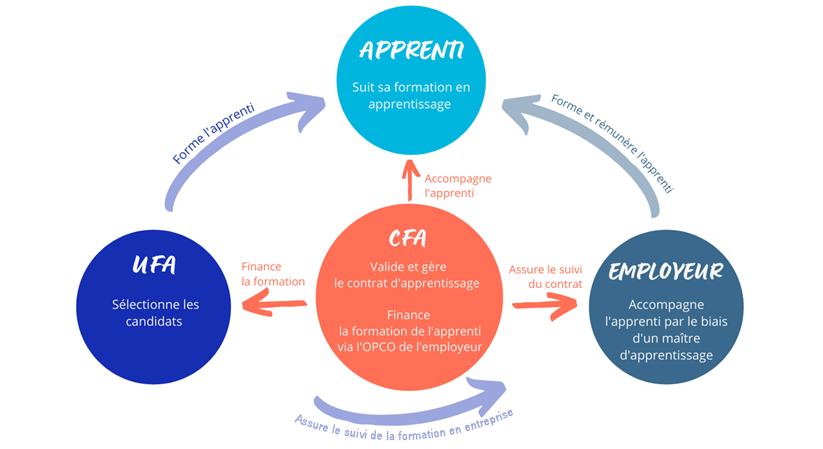 APPRENTI
Suit sa formation en
apprentissage
Forme l'apprenti
Forme et rémunère l'apprenti
Accompagne
l'apprenti
UFA
Sélectionne les
candidats
Finance
la formation
CFA
Valide et gère
le contrat d'apprentissage
Finance
la formation de l'apprenti
via l'OPCO de l'employeur
Assure le suivi
du contrat
EMPLOYEUR
Accompagne
l'apprenti par le biais
d'un maître
d'apprentissage
Assure le suivi de la formation en entreprise